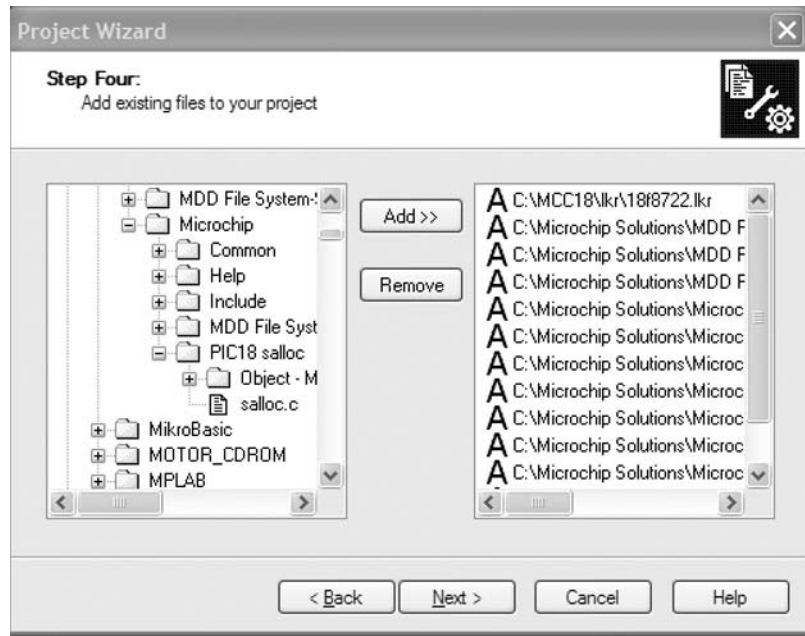 Project Wizard
Step Four:
Add existing files to your project
MDD File System-
Microchip
Common
Help
Include
MDD File Syst
PIC18 salloc
Object - M
salloc.c
MikroBasic
MOTOR_CDROM
MPLAB
Add >>
Remove
A C:\MCC18\lkr\18f8722.lkr
A C:\Microchip Solutions\MDD F
A C:\Microchip Solutions\MDD F
A C:\Microchip Solutions\MDD F
A C:\Microchip Solutions\Microc
A C:\Microchip Solutions\Microc
A C:\Microchip Solutions\Microc
A C:\Microchip Solutions\Microc
A C:\Microchip Solutions\Microc
A C:\Microchip Solutions\Microc
A C:\Microchip Solutions\Microc
< Back Next > Cancel Help